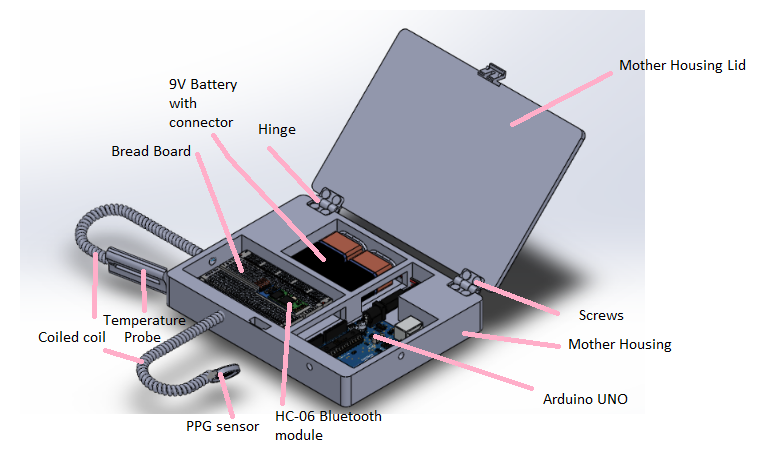 Mother Housing Lid
9V Battery
with
connector
Hinge
Bread Board
Screws
Temperature
Probe
Coiled coil
Mother Housing
Arduino UNO
HC-06 Bluetooth
module
PPG sensor